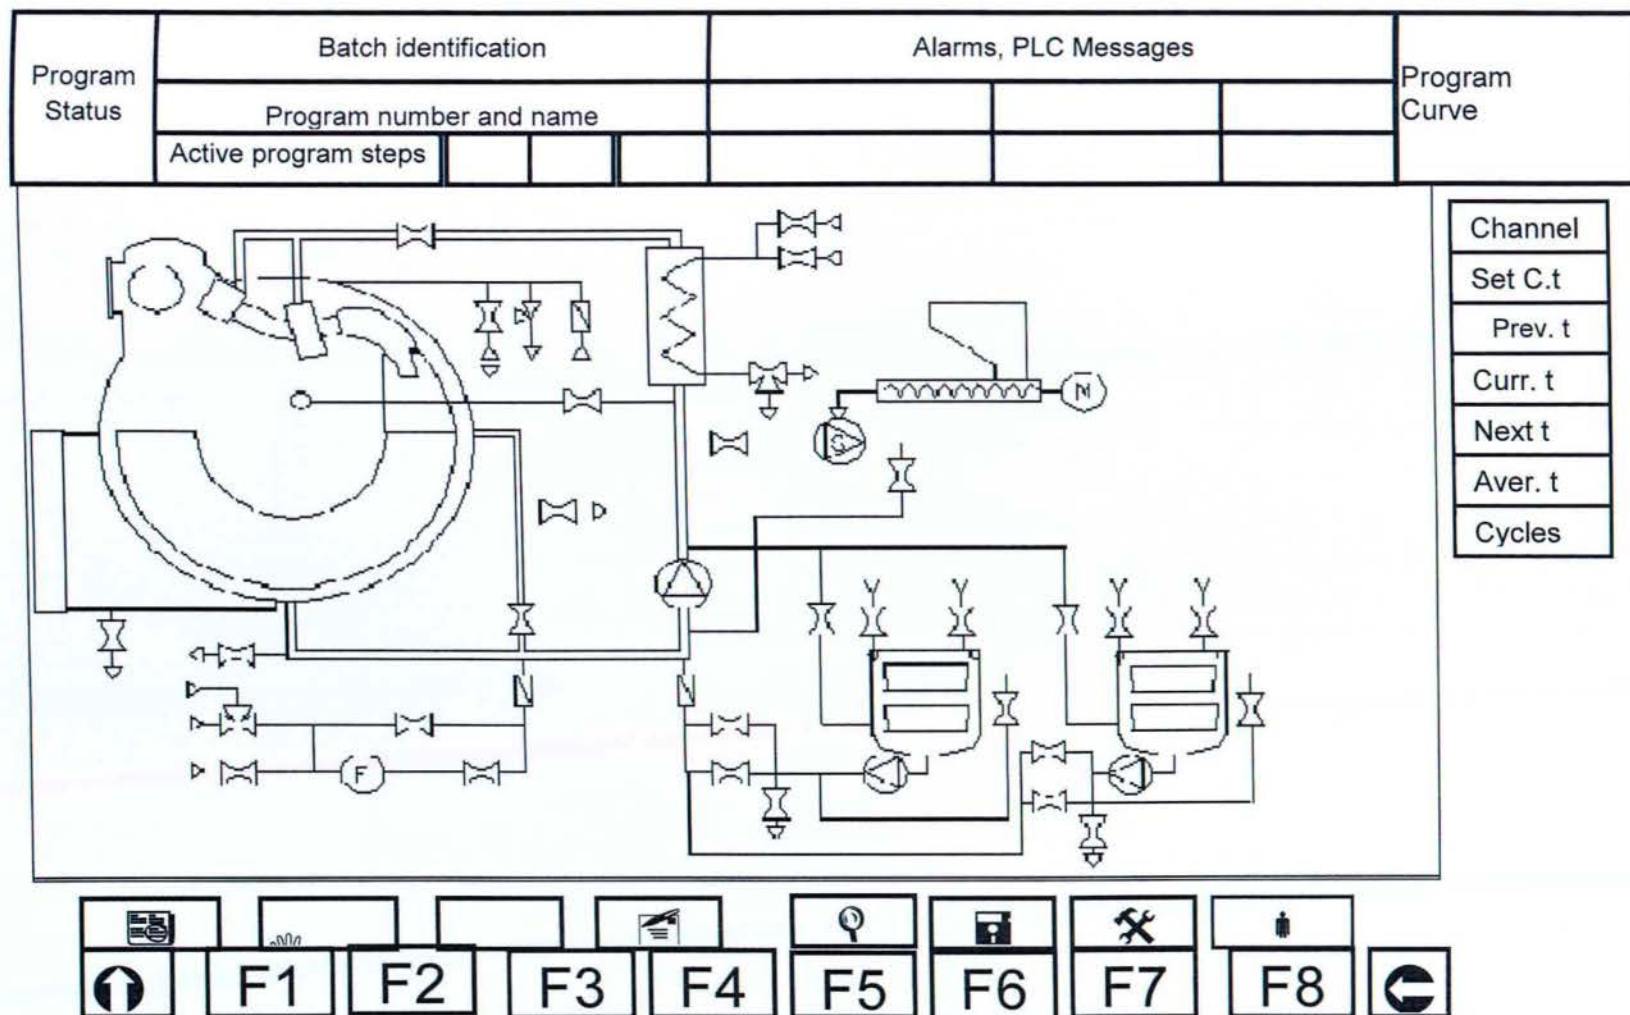 Program
Status
Batch identification
Program number and name
Active program steps
Alarms, PLC Messages
Program
Curve
Channel
Set C.t
Prev. t
Curr. t
Next t
Aver. t
Cycles
G
F
F1
F2
F3
F4
F5
F6
F7
F8